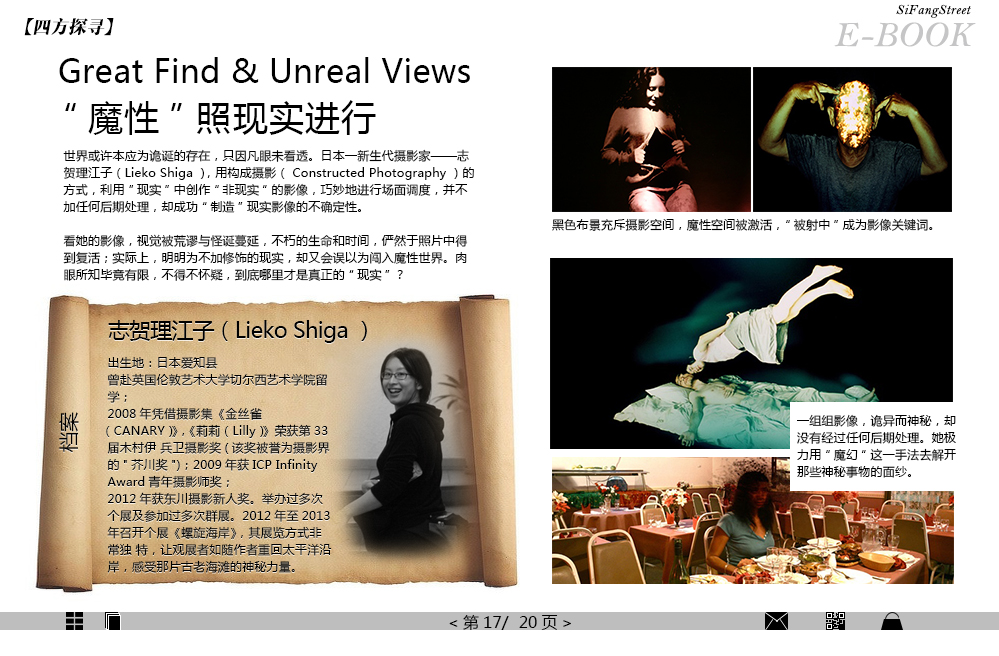 【四方探寻】
SiFangStreet
E-BOOK
Great Find & Unreal Views
“ 魔性 ” 照现实进行
世界或许本应为诡诞的存在，只因凡眼未看透。日本一新生代摄影家——志
贺理江子（Lieko Shiga ），用构成摄影（ Constructed Photography ）的
方式，利用 “ 现实 ” 中创作 “ 非现实 ” 的影像，巧妙地进行场面调度，并不
加任何后期处理，却成功 “ 制造 ” 现实影像的不确定性。
看她的影像，视觉被荒谬与怪诞蔓延，不朽的生命和时间，俨然于照片中得
到复活；实际上，明明为不加修饰的现实，却又会误以为闯入魔性世界。肉
眼所知毕竟有限，不得不怀疑，到底哪里才是真正的 “ 现实 ” ？
档案
志贺理江子（Lieko Shiga ）
出生地：日本爱知县
曾赴英国伦敦艺术大学切尔西艺术学院留
学；
2008 年凭借摄影集《金丝雀
（CANARY )》,《莉莉（ Lilly )》荣获第 33
届木村伊 兵卫摄影奖 ( 该奖被誉为摄影界
的 " 芥川奖 ")；2009 年获 ICP Infinity
Award 青年摄影师奖；
2012 年获东川摄影新人奖。举办过多次
个展及参加过多次群展。2012 年至 2013
年召开个展《螺旋海岸》，其展览方式非
常独 特，让观展者如随作者重回太平洋沿
岸，感受那片古老海滩的神秘力量。
黑色布景充斥摄影空间，魔性空间被激活，“ 被射中 ” 成为影像关键词。
一组组影像，诡异而神秘，却
没有经过任何后期处理。她极
力用 “ 魔幻 ” 这一手法去解开
那些神秘事物的面纱。
< 第 17/ 20 页 >